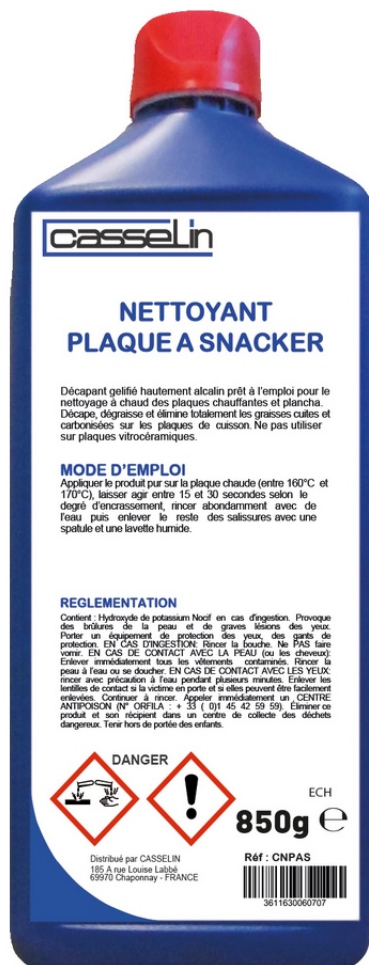 casselin
NETTOYANT
PLAQUE A SNACKER
Décapant gelifié hautement alcalin prêt à l'emploi pour le
nettoyage à chaud des plaques chauffantes et plancha.
Décape, dégraisse et élimine totalement les graisses cuites et
carbonisées sur les plaques de cuisson. Ne pas utiliser
sur plaques vitrocéramiques.
MODE D'EMPLOI
Appliquer le produit pur sur la plaque chaude (entre 160°C et
170°C), laisser agir entre 15 et 30 secondes selon le
degré d'encrassement, rincer abondamment avec de
l'eau puis enlever le reste des salissures avec une
spatule et une lavette humide.
REGLEMENTATION
Contient : Hydroxyde de potassium Nocif en cas d'ingestion. Provoque
des brûlures de la peau et de graves lésions des yeux.
Porter un équipement de protection des yeux, des gants de
protection. EN CAS D'INGESTION: Rincer la bouche. Ne PAS faire
vomir. EN CAS DE CONTACT AVEC LA PEAU (ou les cheveux):
Enlever immédiatement tous les vêtements contaminés. Rincer la
peau à l'eau ou se doucher. EN CAS DE CONTACT AVEC LES YEUX:
rincer avec précaution à l'eau pendant plusieurs minutes. Enlever les
lentilles de contact si la victime en porte et si elles peuvent être facilement
enlevées. Continuer à rincer. Appeler immédiatement un CENTRE
ANTIPOISON (N° ORFILA : + 33 ( 0)1 45 42 59 59). Éliminer ce
produit et son récipient dans un centre de collecte des déchets
dangereux. Tenir hors de portée des enfants.
DANGER
ECH
850g ℮
Distribué par CASSELIN
185 A rue Louise Labbé
69970 Chaponnay - FRANCE
Réf : CNPAS
3611630060707